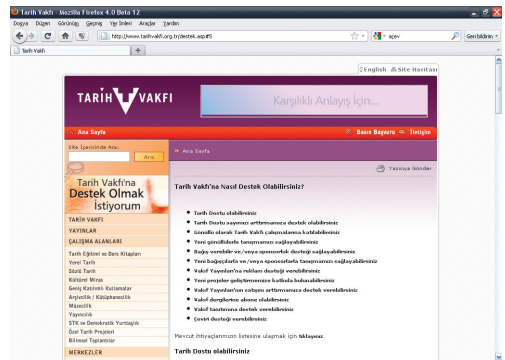 Tarih Vakfı - Mozilla Firefox 4.0 Beta 12
Dosya Düzen Görünüm Geçmiş Yer İmleri Araçlar Yardım
http://www.tarihvakfi.org.tr/destek.asp#5
açev
Geri bildirim
Tarih Vakfı
English Site Haritası
TARİH VAKFI
Karşılıklı Anlayış İçin...
Ana Sayfa
Basın Başvuru İletişim
Site İçerisinde Ara:
Ara
Ana Sayfa
Yazıcıya Gönder
Tarih Vakfı'na
Destek Olmak
İstiyorum
TARİH VAKFI
YAYINLAR
ÇALIŞMA ALANLARI
Tarih Eğitimi ve Ders Kitapları
Yerel Tarih
Sözlü Tarih
Kültürel Miras
Geniş Katılımlı Kutlamalar
Arşivcilik / Kütüphanecilik
Müzecilik
Yayıncılık
STK ve Demokratik Yurttaşlık
Özel Tarih Projeleri
Bilimsel Toplantılar
MERKEZLER
Tarih Vakfı'na Nasıl Destek Olabilirsiniz?
Tarih Dostu olabilirsiniz
Tarih Dostu sayımızı arttırmamıza destek olabilirsiniz
Gönüllü olarak Tarih Vakfı çalışmalarına katılabilirsiniz
Yeni gönüllülerle tanışmamızı sağlayabilirsiniz
Bağış verebilir ve/veya sponsorluk desteği sağlayabilirsiniz
Yeni bağışçılarla ve/veya sponsorlarla tanışmamızı sağlayabilirsiniz
Vakıf Yayınları'na reklam desteği verebilirsiniz
Yeni projeler geliştirmemize katkıda bulunabilirsiniz
Vakıf Yayınları'nın satışını arttırmamıza destek verebilirsiniz
Vakıf dergilerine abone olabilirsiniz
Vakıf tanıtımına destek verebilirsiniz
Çeviri desteği verebilirsiniz
Mevcut ihtiyaçlarımızın listesine ulaşmak için tıklayınız.
Tarih Dostu olabilirsiniz